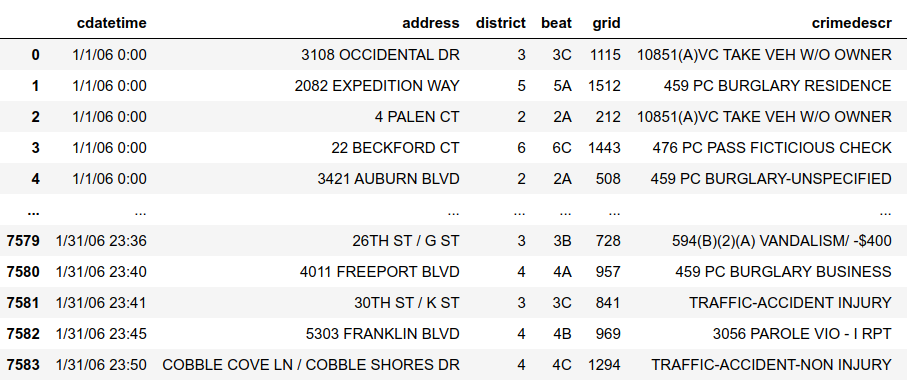 cdatetime address district beat grid crimedescr
0 1/1/06 0:00 3108 OCCIDENTAL DR 3 3C 1115 10851(A)VC TAKE VEH W/O OWNER
1 1/1/06 0:00 2082 EXPEDITION WAY 5 5A 1512 459 PC BURGLARY RESIDENCE
2 1/1/06 0:00 4 PALEN CT 2 2A 212 10851(A)VC TAKE VEH W/O OWNER
3 1/1/06 0:00 22 BECKFORD CT 6 6C 1443 476 PC PASS FICTICIOUS CHECK
4 1/1/06 0:00 3421 AUBURN BLVD 2 2A 508 459 PC BURGLARY-UNSPECIFIED
... ... ... ... ... ... ...
7579 1/31/06 23:36 26TH ST / G ST 3 3B 728 594(B)(2)(A) VANDALISM/ -$400
7580 1/31/06 23:40 4011 FREEPORT BLVD 4 4A 957 459 PC BURGLARY BUSINESS
7581 1/31/06 23:41 30TH ST / K ST 3 3C 841 TRAFFIC-ACCIDENT INJURY
7582 1/31/06 23:45 5303 FRANKLIN BLVD 4 4B 969 3056 PAROLE VIO - I RPT
7583 1/31/06 23:50 COBBLE COVE LN / COBBLE SHORES DR 4 4C 1294 TRAFFIC-ACCIDENT-NON INJURY